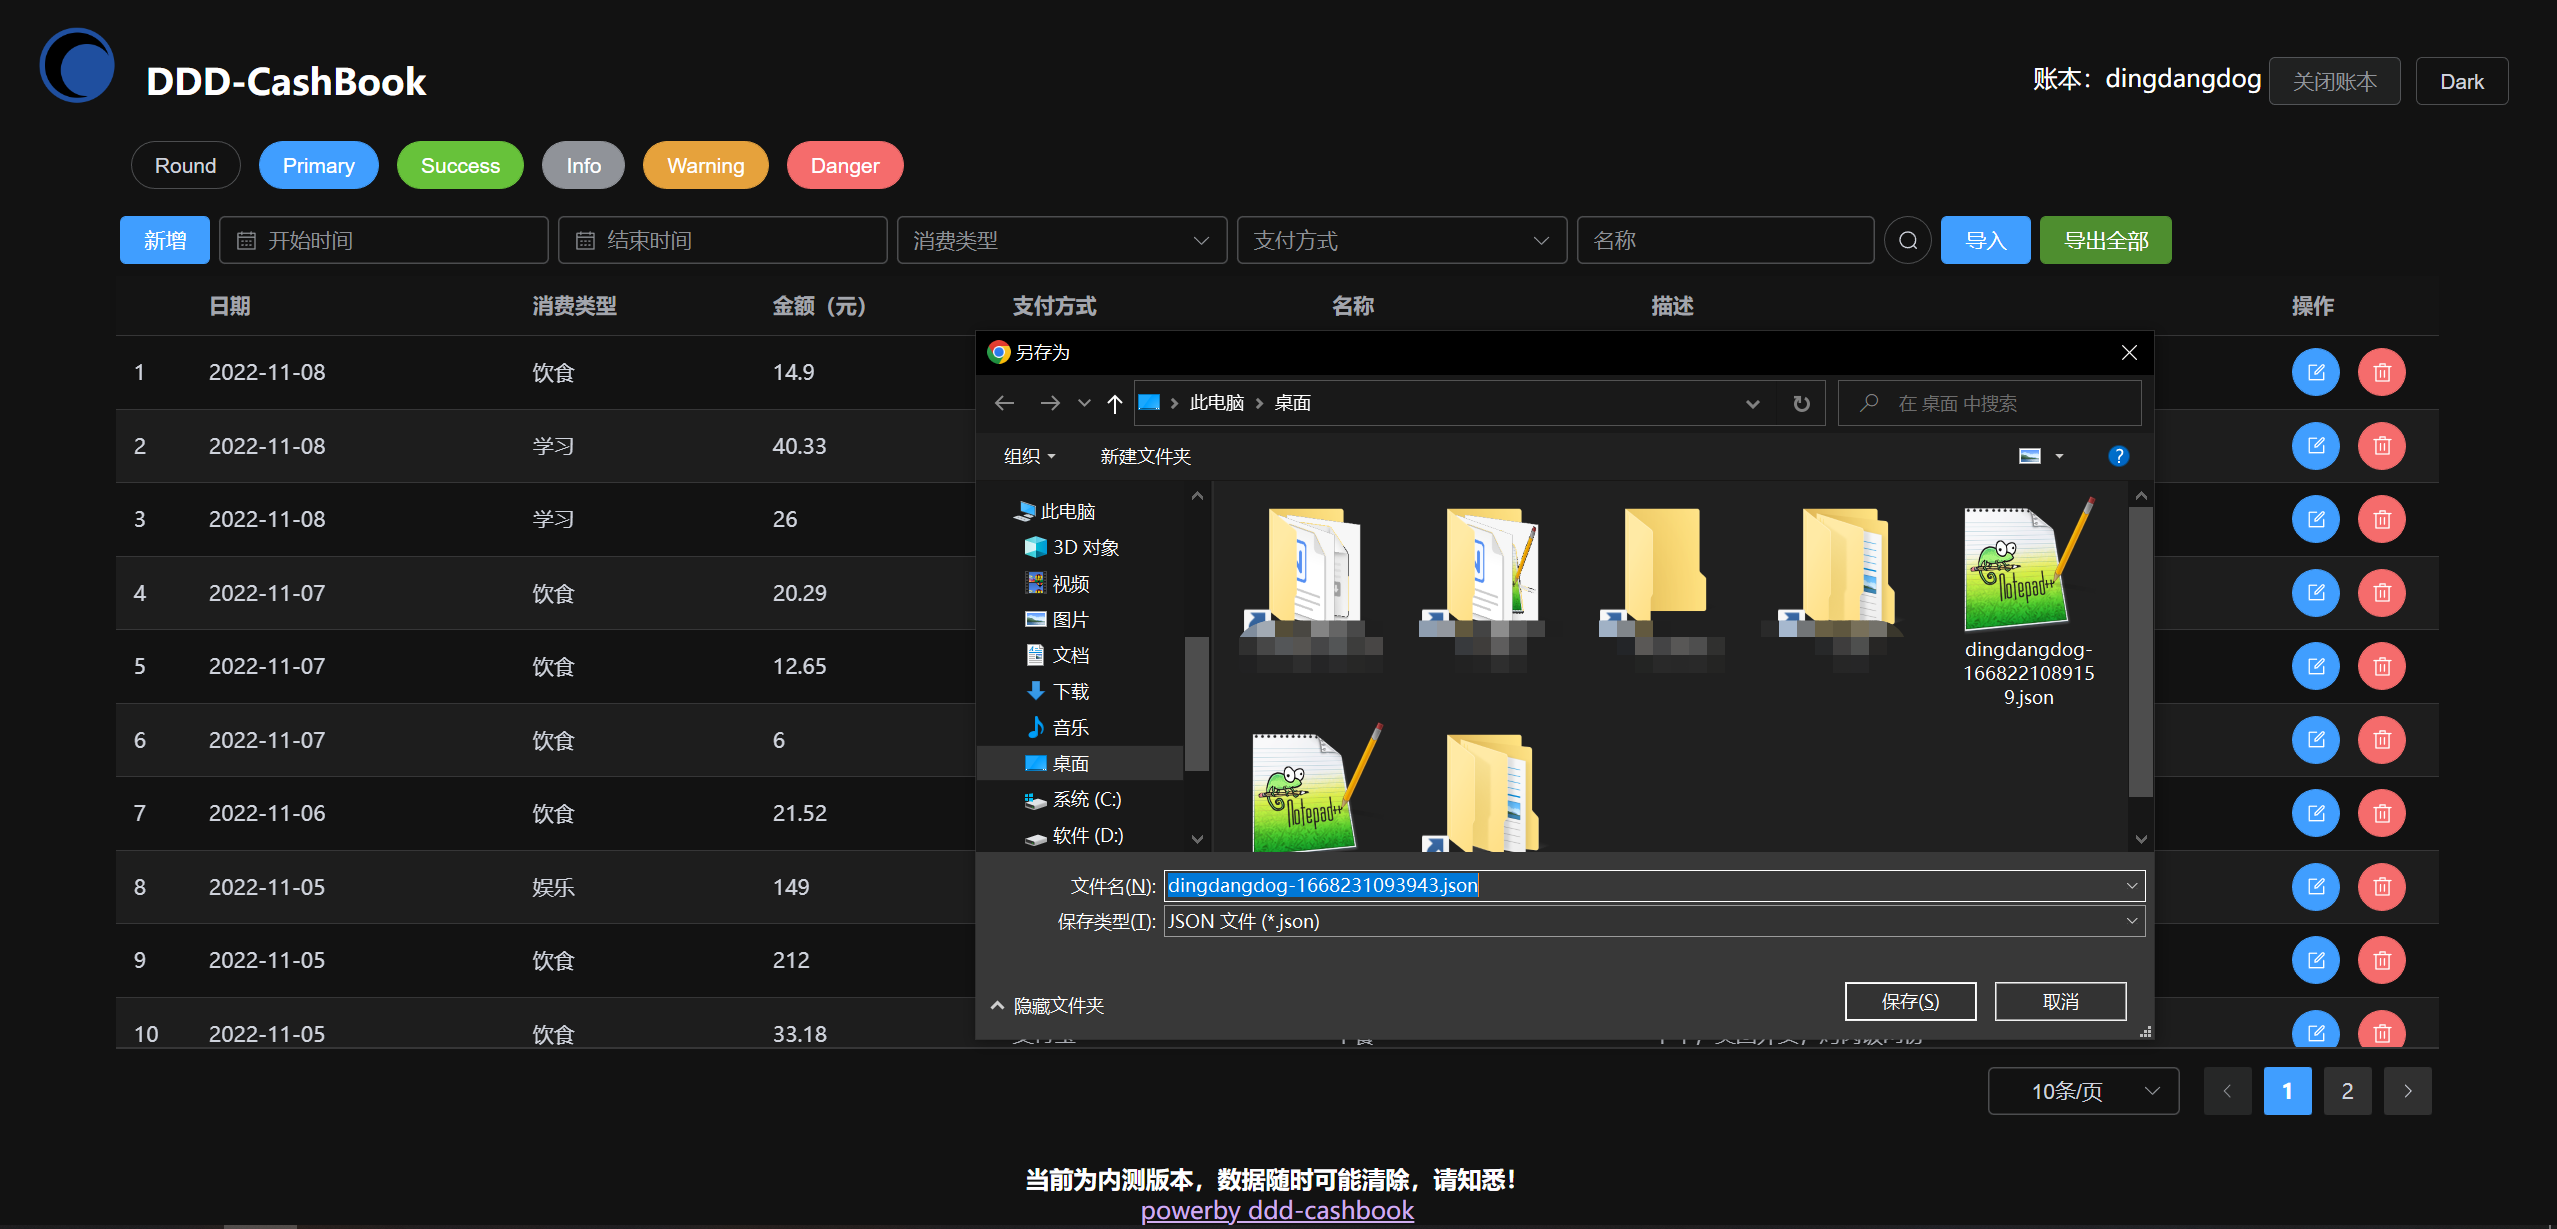 DDD-CashBook
账本：dingdangdog 关闭账本 Dark
Round Primary Success Info Warning Danger
新增 开始时间 结束时间 消费类型 支付方式 名称 导入 导出全部
日期 消费类型 金额（元） 支付方式 名称 描述 操作
1 2022-11-08 饮食 14.9
2 2022-11-08 学习 40.33
3 2022-11-08 学习 26
4 2022-11-07 饮食 20.29
5 2022-11-07 饮食 12.65
6 2022-11-07 饮食 6
7 2022-11-06 饮食 21.52
8 2022-11-05 娱乐 149
9 2022-11-05 饮食 212
10 2022-11-05 饮食 33.18
另存为
此电脑 桌面 在 桌面 中搜索
组织 新建文件夹
此电脑
3D 对象
视频
图片
文档
下载
音乐
桌面
系统 (C:)
软件 (D:)
Notepad++
dingdangdog-
166822108915
9.json
Notepad++
文件名(N): dingdangdog-1668231093943.json
保存类型(T): JSON 文件 (*.json)
隐藏文件夹 保存(S) 取消
10条/页 1 2
当前为内测版本，数据随时可能清除，请知悉！
powerby ddd-cashbook